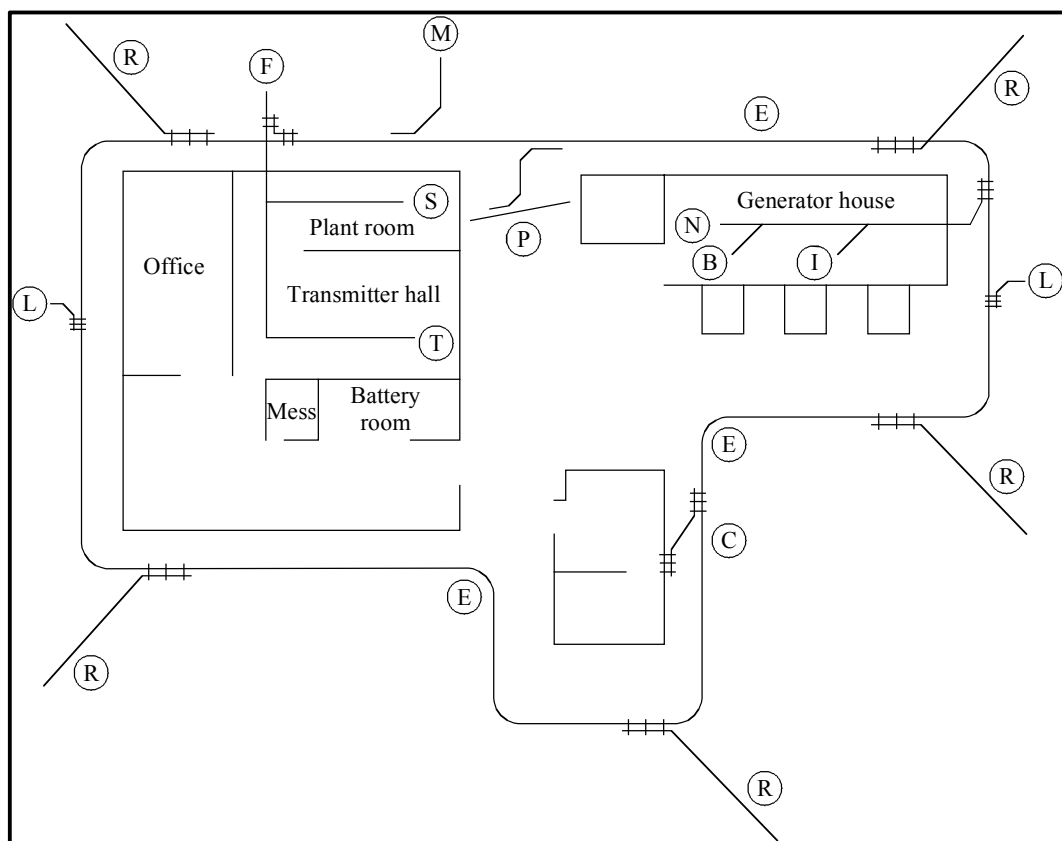 M
F
R
R
E
S
Generator house
Plant room
N
P
Office
B
I
Transmitter hall
L
L
T
Mess
Battery
room
E
R
C
E
R
R